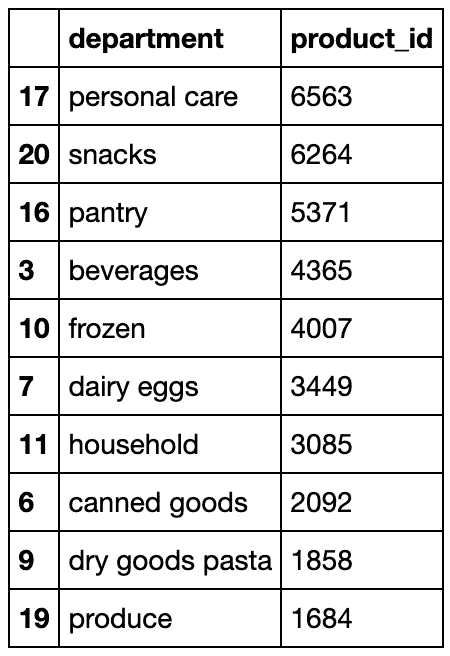 department product_id
17 personal care 6563
20 snacks 6264
16 pantry 5371
3 beverages 4365
10 frozen 4007
7 dairy eggs 3449
11 household 3085
6 canned goods 2092
9 dry goods pasta 1858
19 produce 1684